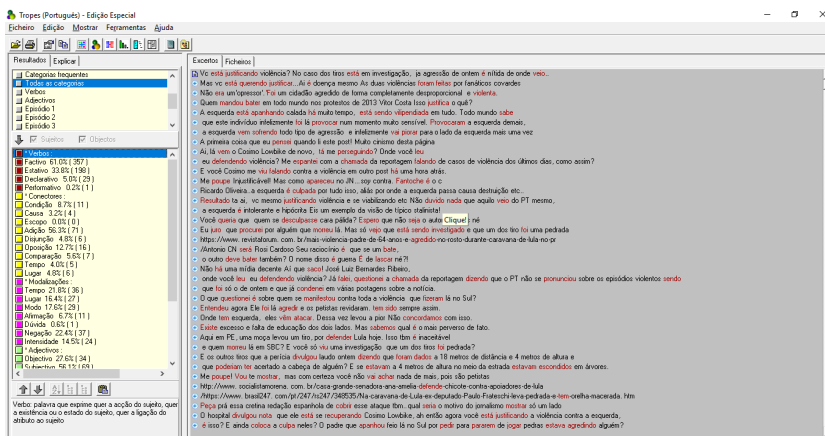 Tropes (Português) - Edição Especial
Ficheiro Edição Mostrar Ferramentas Ajuda
Resultados Explicar
Categorias frequentes
Todas as categorias
Verbos
Adjectivos
Episódio 1
Episódio 2
Episódio 3
Sujeitos Objectos
* Verbos :
Factivo 61.0% ( 357 )
Estativo 33.8% ( 198 )
Declarativo 5.0% ( 29 )
Performativo 0.2% ( 1 )
* Conectores :
Condição 8.7% ( 11 )
Causa 3.2% ( 4 )
Escopo 0.0% ( 0 )
Adição 56.3% ( 71 )
Disjunção 4.8% ( 6 )
Oposição 12.7% ( 16 )
Comparação 5.6% ( 7 )
Tempo 4.0% ( 5 )
Lugar 4.8% ( 6 )
* Modalizações :
Tempo 21.8% ( 36 )
Lugar 16.4% ( 27 )
Modo 17.6% ( 29 )
Afirmação 6.7% ( 11 )
Dúvida 0.6% ( 1 )
Negação 22.4% ( 37 )
Intensidade 14.5% ( 24 )
* Adjectivos :
Objectivo 27.6% ( 34 )
Subjectivo 56.1% ( 69 )
Verbo: palavra que exprime quer a acção do sujeito, quer
a existência ou o estado do sujeito, quer a ligação do
atributo ao sujeito
Excertos Ficheiros
Vc está justificando violência? No caso dos tiros está em investigação, ja agressão de ontem é nítida de onde veio..
Mas vc está querendo justificar...Ai é doença mesmo As duas violências foram feitas por fanáticos covardes
Não era um'opressor'. 'Foi um cidadão agredido de forma completamente desproporcional e violenta.
Quem mandou bater em todo mundo nos protestos de 2013 Vitor Costa Isso justifica o quê?
A esquerda está apanhando calada há muito tempo, está sendo vilipendiada em tudo. Todo mundo sabe
que este indivíduo infelizmente foi lá provocar num momento muito sensível. Provocaram a esquerda demais,
a esquerda vem sofrendo todo tipo de agressão e infelizmente vai piorar para o lado da esquerda mais uma vez
A primeira coisa que eu pensei quando li este post! Muito cinismo desta página
Ai, lá vem o Cosimo Lowbike de novo, tá me perseguindo? Onde você leu
eu defendendo violência? Me espantei com a chamada da reportagem falando de casos de violência dos últimos dias, como assim?
E você Cosimo me viu falando contra a violência em outro post há uma hora atrás.
Me poupe Injustificável! Mas como apareceu no JN... soy contra. Fantoche é o c
Ricardo Oliveira..a esquerda é culpada por tudo isso, aliás por onde a esquerda passa causa destruição etc..
Resultado ta ai, vc mesmo justificando violência e se viabilizando etc Não duvido nada que aquilo veio do PT mesmo,
a esquerda é intolerante e hipócrita Eis um exemplo da visão de típico stalinista!
Você queria que quem se desculpasse cara pálida? Espero que não seja o auto Clique! né
Eu juro que procurei por alguém que morreu lá. Mas só vejo que está sendo investigado e que um dos tiro foi uma pedrada
https://www. revistaforum. com. br/mais-violencia-padre-de-64-anos-e-agredido-no-rosto-durante-caravana-de-lula-no-pr
/Antonio CN será Rosi Cardoso Seu raciocínio é que se um bate,
o outro deve bater também? O nome disso é guerra É de lascar né?!
Não há uma mídia decente Aí que saco! José Luiz Bernardes Ribeiro,
onde você leu eu defendendo violência? Já falei, questionei a chamada da reportagem dizendo que o PT não se pronunciou sobre os episódios violentos sendo
que foi só o de ontem e que já condenei em várias postagens sobre a notícia.
O que questionei é sobre quem se manifestou contra toda a violência que fizeram lá no Sul?
Entendeu agora Ele foi lá agredir e os petistas revidaram. tem sido sempre assim.
Onde tem esquerda, eles vêm atacar. Dessa vez levou a pior Não concordamos com isso.
Existe excesso e falta de educação dos dois lados. Mas sabemos qual é o mais perverso de fato.
Aqui em PE, uma moça levou um tiro, por defender Lula hoje. Isso tbm é inaceitável
e quem morreu lá em SBC? E você só viu uma investigação que um dos tiros foi pedrada?
E os outros tiros que a perícia divulgou laudo ontem dizendo que foram dados a 18 metros de distância e 4 metros de altura e
que poderiam ter acertado a cabeça de alguém? E se estavam a 4 metros de altura no meio da estrada estavam escondidos em árvores.
Me poupe! Vou te mostrar, mas com certeza você não vai achar nada de mais, pois são petistas
http://www. socialistamorena. com. br/casa-grande-senadora-ana-amelia-defende-chicote-contra-apoiadores-de-lula
/https://www. brasil247. com/pt/247/rs247/348535/Na-caravana-de-Lula-ex-deputado-Paulo-Frateschi-leva-pedrada-e-tem-orelha-macerada. htm
Peça prá essa cretina redação espanhola de cobrir esse ataque tbm.. qual seria o motivo do jornalismo mostrar só um lado
O hospital divulgou nota que ele está se recuperando Cosimo Lowbike, ah então agora você está justificando a violência contra a esquerda,
é isso? E ainda coloca a culpa neles? O padre que apanhou feio lá no Sul por pedir para pararem de jogar pedras estava agredindo alguém?